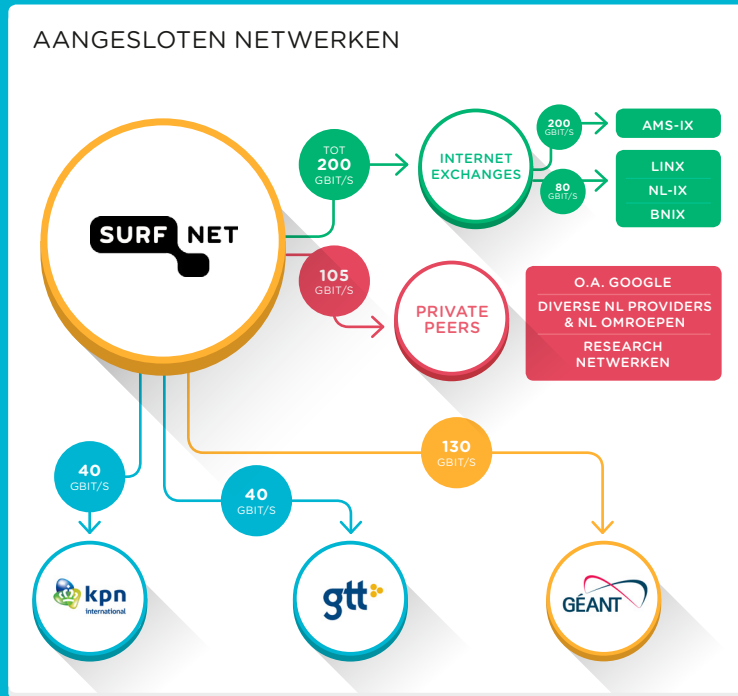 AANGESLOTEN NETWERKEN
SURF NET
TOT
200
GBIT/S
INTERNET
EXCHANGES
200
GBIT/S
AMS-IX
80
GBIT/S
LINX
NL-IX
BNIX
105
GBIT/S
PRIVATE
PEERS
O.A. GOOGLE
DIVERSE NL PROVIDERS
& NL OMROEPEN
RESEARCH
NETWERKEN
40
GBIT/S
40
GBIT/S
130
GBIT/S
kpn
international
gtt
GÉANT